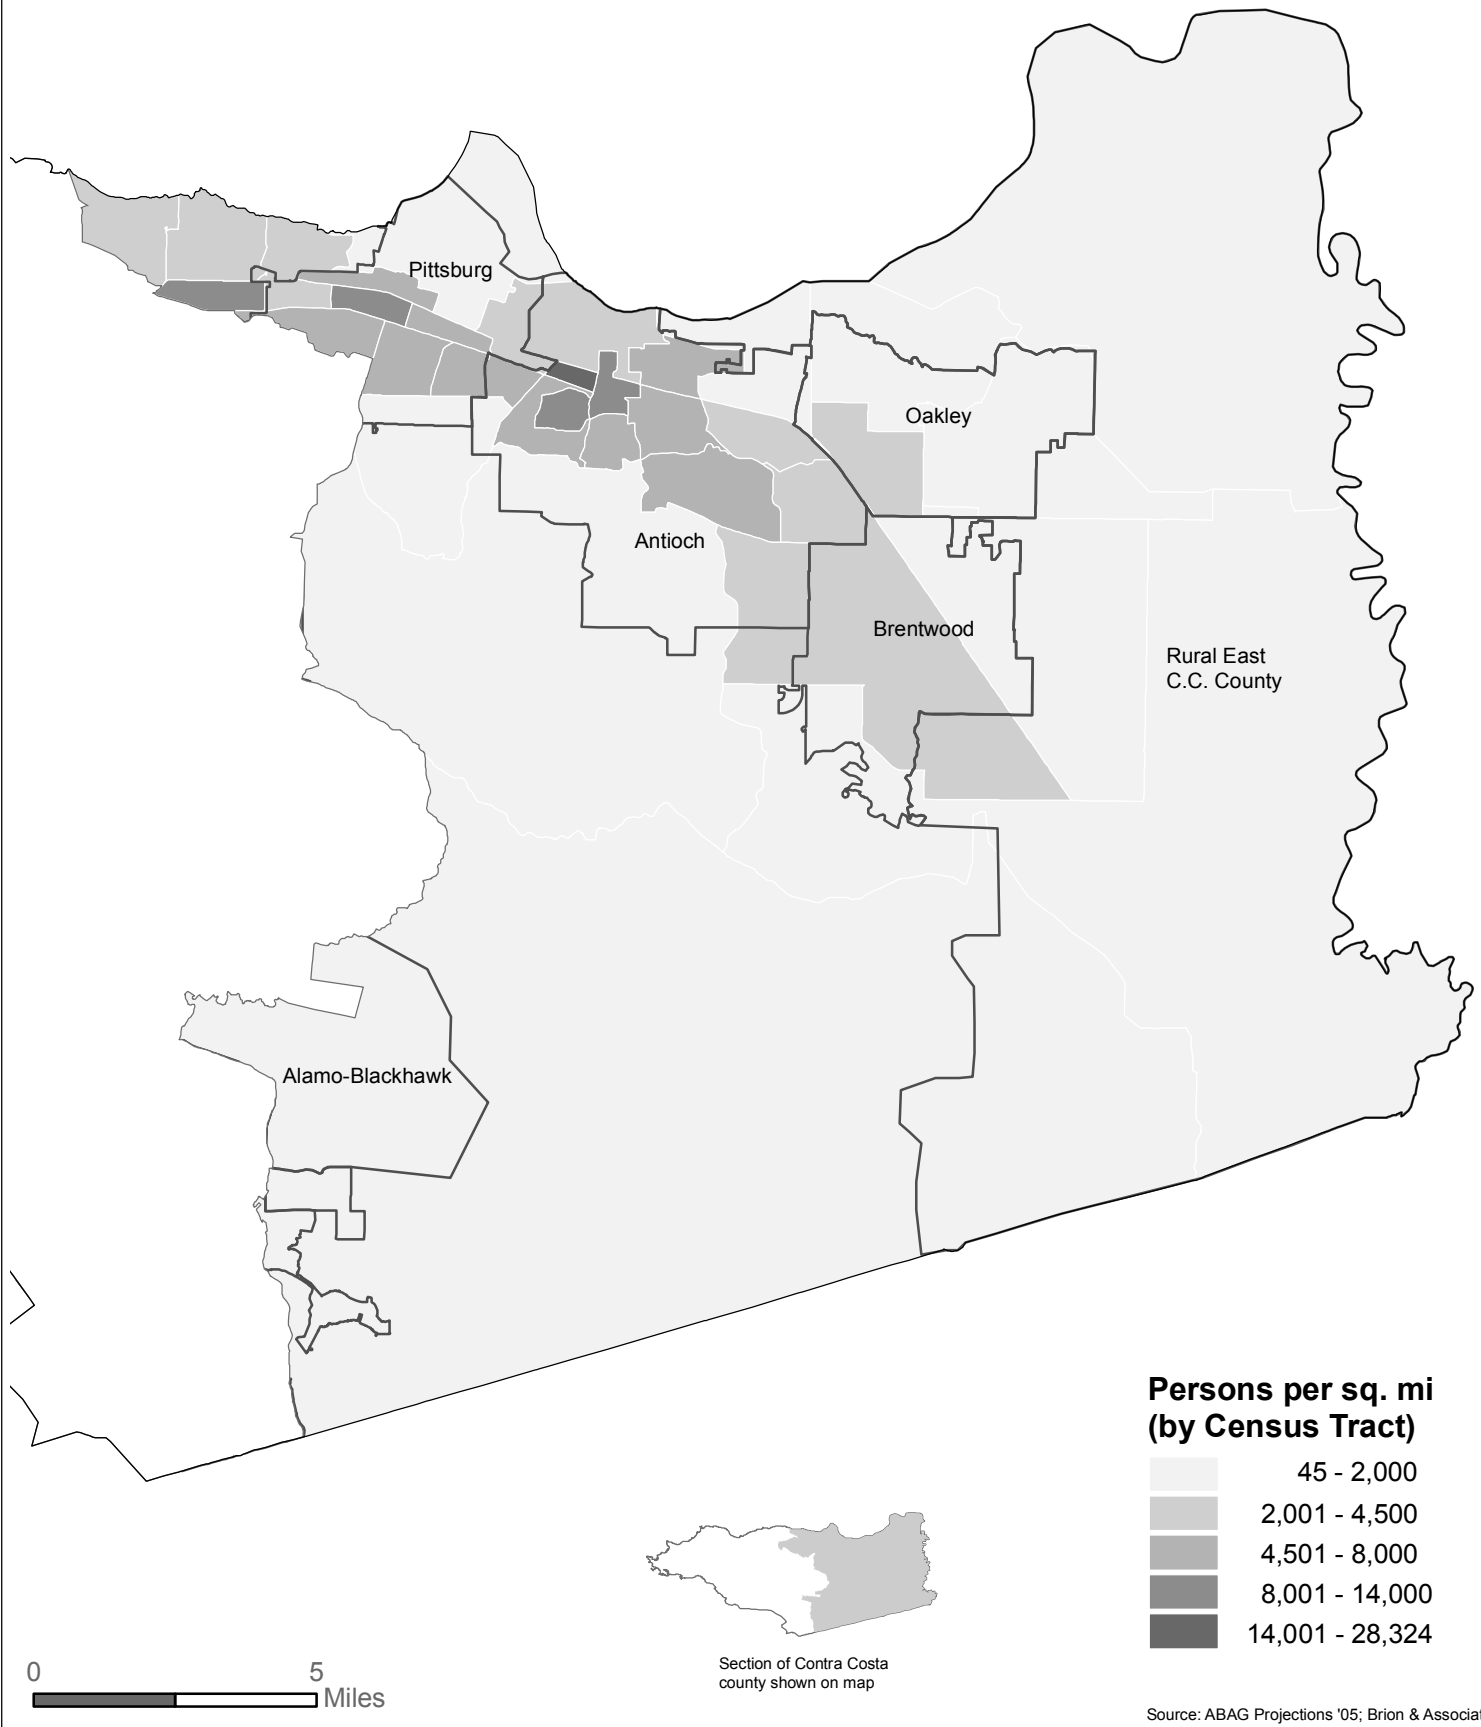 Pittsburg
Oakley
Antioch
Brentwood
Rural East
C.C. County
Alamo-Blackhawk
Persons per sq. mi
(by Census Tract)
45 - 2,000
2,001 - 4,500
4,501 - 8,000
8,001 - 14,000
14,001 - 28,324
Section of Contra Costa
county shown on map
0 5
Miles
Source: ABAG Projections '05; Brion &